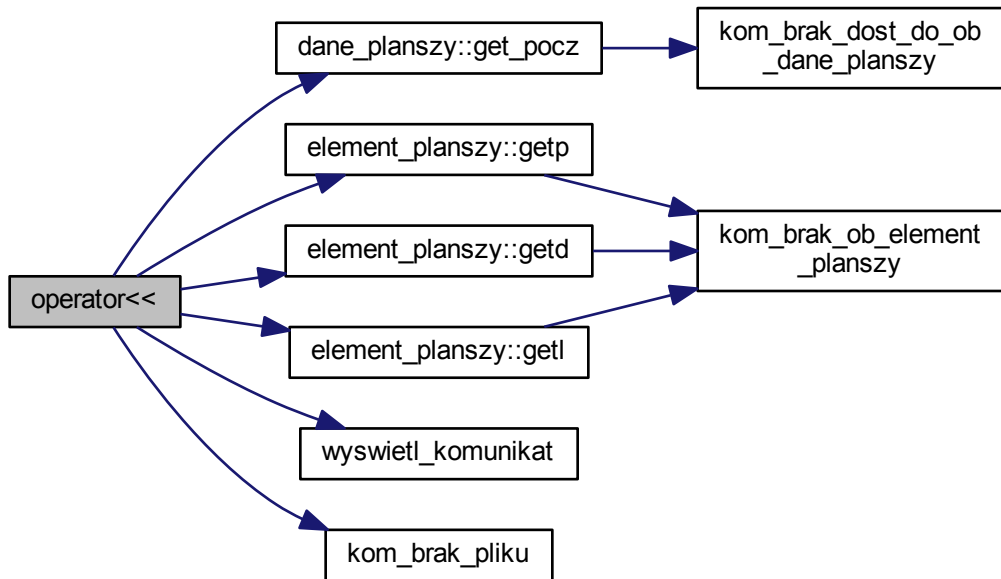 operator<<
dane_planszy::get_pocz
element_planszy::getp
element_planszy::getd
element_planszy::getl
wyswietl_komunikat
kom_brak_pliku
kom_brak_dost_do_ob
_dane_planszy
kom_brak_ob_element
_planszy